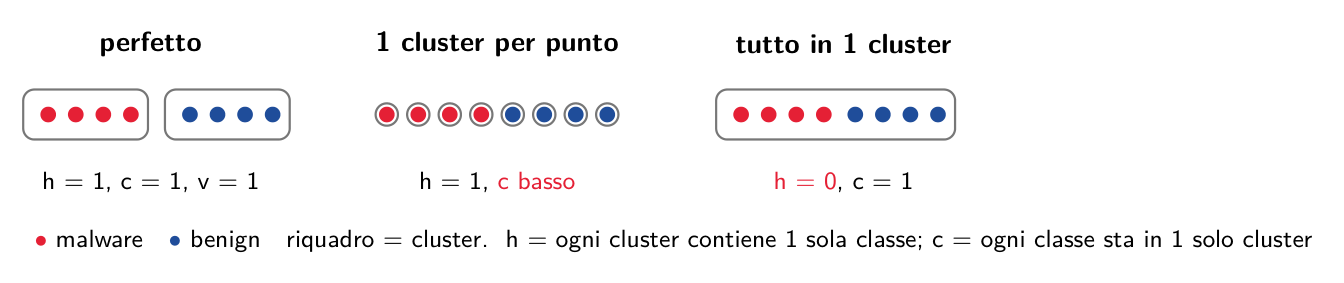 perfetto
1 cluster per punto
tutto in 1 cluster
h = 1, c = 1, v = 1
h = 1, c basso
h = 0, c = 1
malware benign riquadro = cluster. h = ogni cluster contiene 1 sola classe; c = ogni classe sta in 1 solo cluster